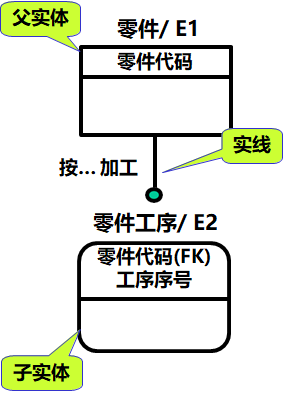 父实体
零件/ E1
零件代码
实线
按... 加工
零件工序/ E2
零件代码(FK)
工序序号
子实体